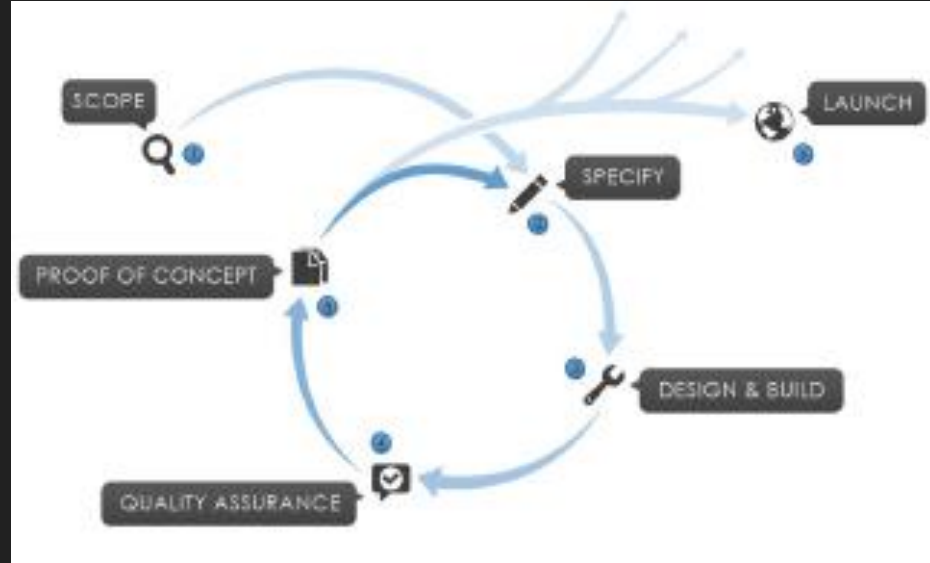 SCOPE
LAUNCH
SPECIFY
PROOF OF CONCEPT
DESIGN & BUILD
QUALITY ASSURANCE